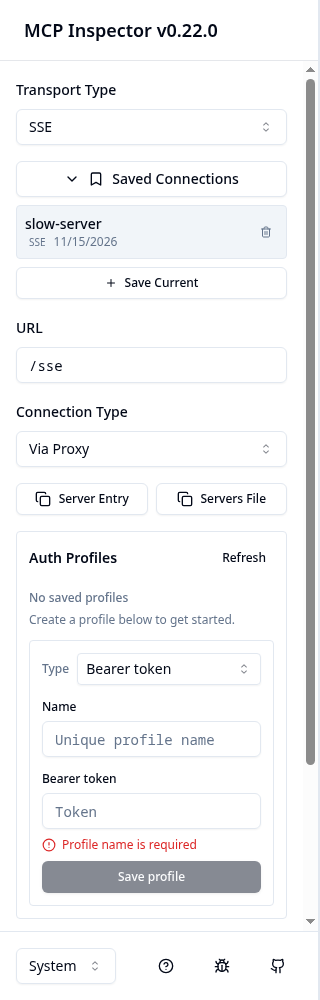 MCP Inspector v0.22.0
Transport Type
SSE
Saved Connections
slow-server
SSE 11/15/2026
Save Current
URL
/sse
Connection Type
Via Proxy
Server Entry
Servers File
Auth Profiles
Refresh
No saved profiles
Create a profile below to get started.
Type
Bearer token
Name
Unique profile name
Bearer token
Token
Profile name is required
Save profile
System